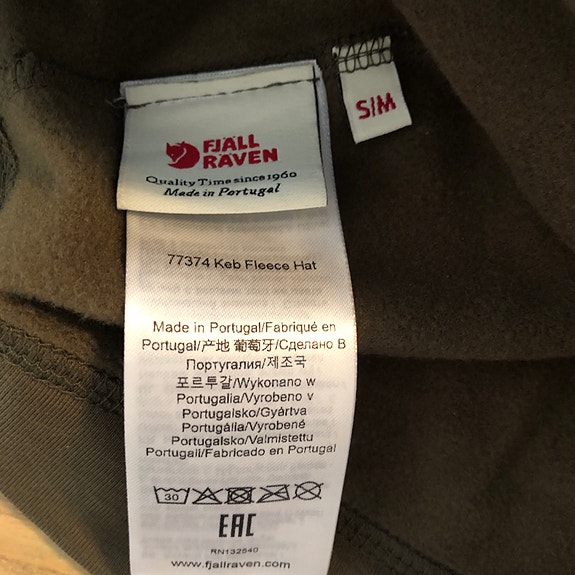 FJÄLL
RÄVEN
Quality Time since 1960
Made in Portugal
S/M
77374 Keb Fleece Hat
Made in Portugal/Fabriqué en
Portugal/产地 葡萄牙/Сделано В
Португалия/제조국
포르투갈/Wykonano w
Portugalia/Vyrobeno v
Portugalsko/Gyártva
Portugália/Vyrobené
Portugalsko/Valmistettu
Portugali/Fabricado en Portugal
30
EAC
RN132540
www.fjallraven.com